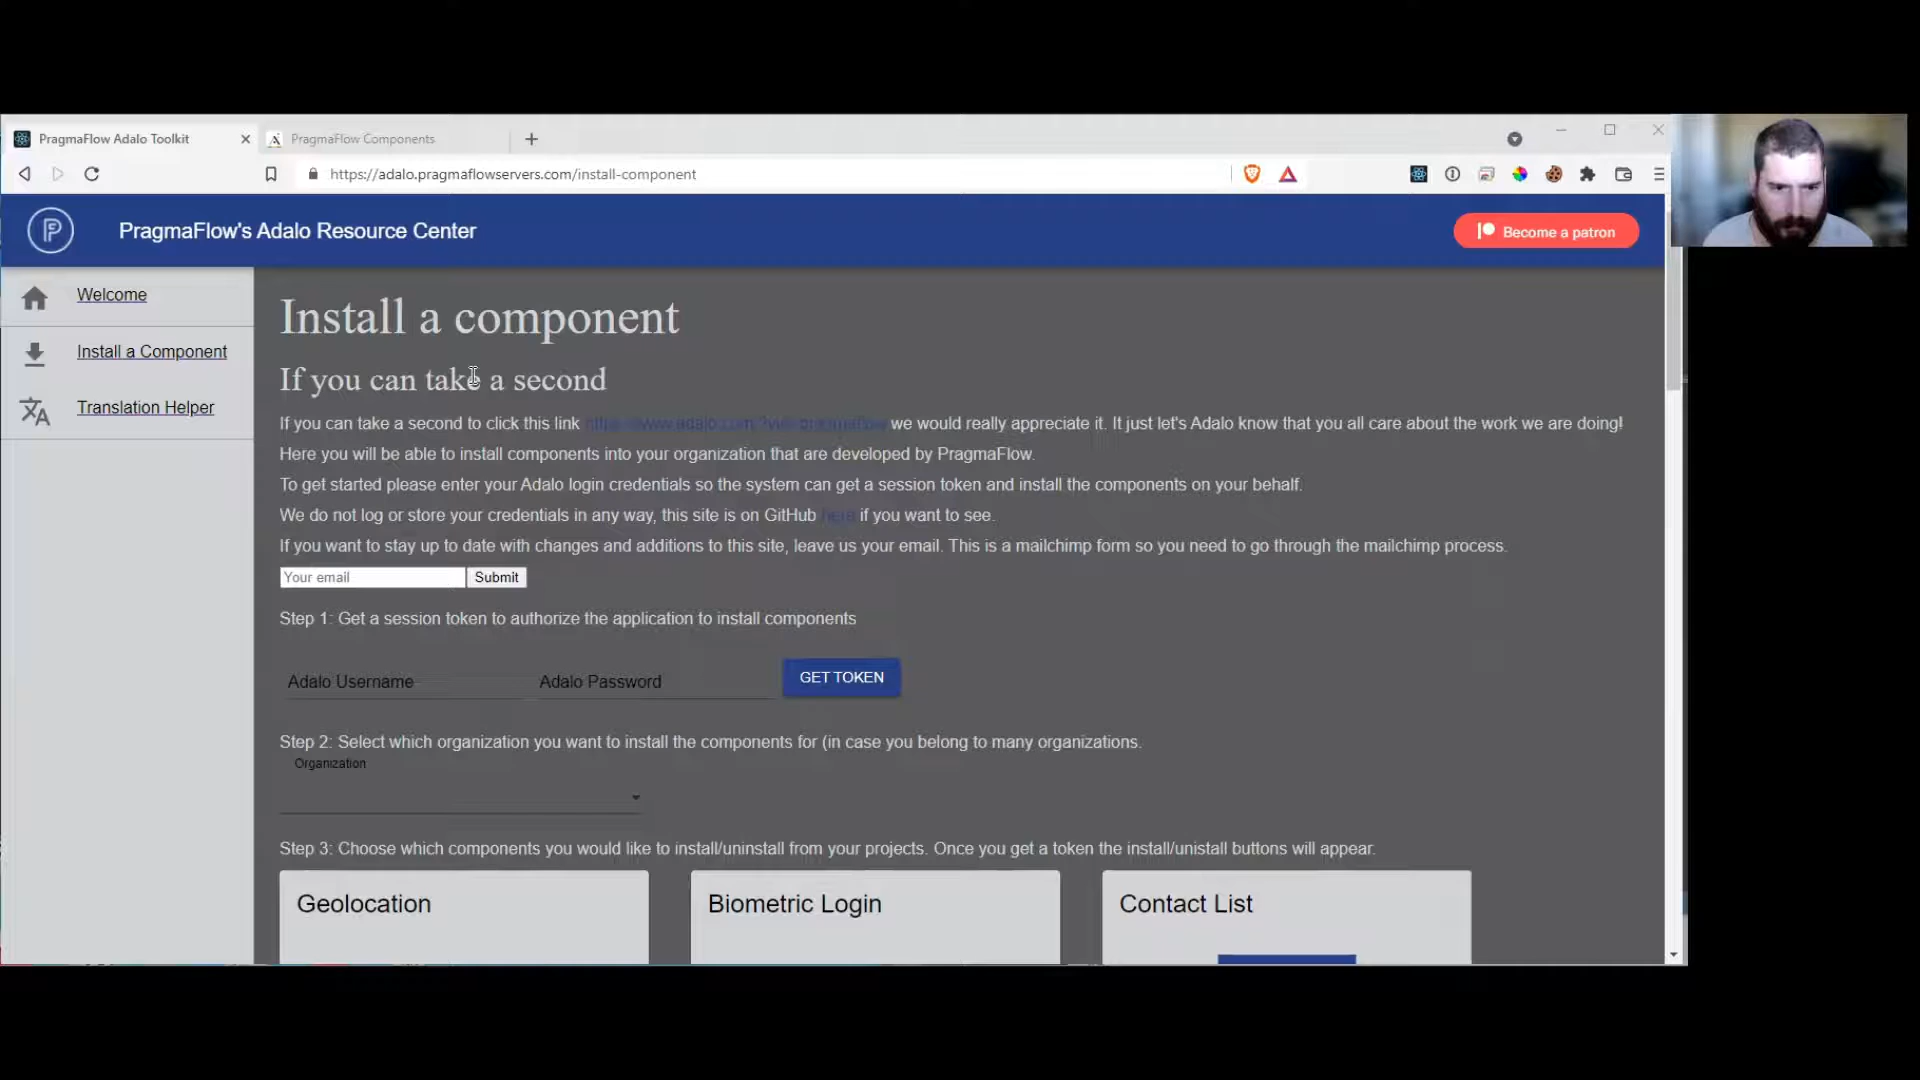 PragmaFlow Adalo Toolkit
PragmaFlow Components
https://adalo.pragmaflowservers.com/install-component
PragmaFlow's Adalo Resource Center
Become a patron
Welcome
Install a Component
Translation Helper
Install a component
If you can take a second
If you can take a second to click this link https://www.adalo.com/?via=pragmaflow we would really appreciate it. It just let's Adalo know that you all care about the work we are doing!
Here you will be able to install components into your organization that are developed by PragmaFlow.
To get started please enter your Adalo login credentials so the system can get a session token and install the components on your behalf.
We do not log or store your credentials in any way, this site is on GitHub here if you want to see.
If you want to stay up to date with changes and additions to this site, leave us your email. This is a mailchimp form so you need to go through the mailchimp process.
Your email Submit
Step 1: Get a session token to authorize the application to install components
Adalo Username Adalo Password GET TOKEN
Step 2: Select which organization you want to install the components for (in case you belong to many organizations.
Organization
Step 3: Choose which components you would like to install/uninstall from your projects. Once you get a token the install/unistall buttons will appear.
Geolocation
Biometric Login
Contact List